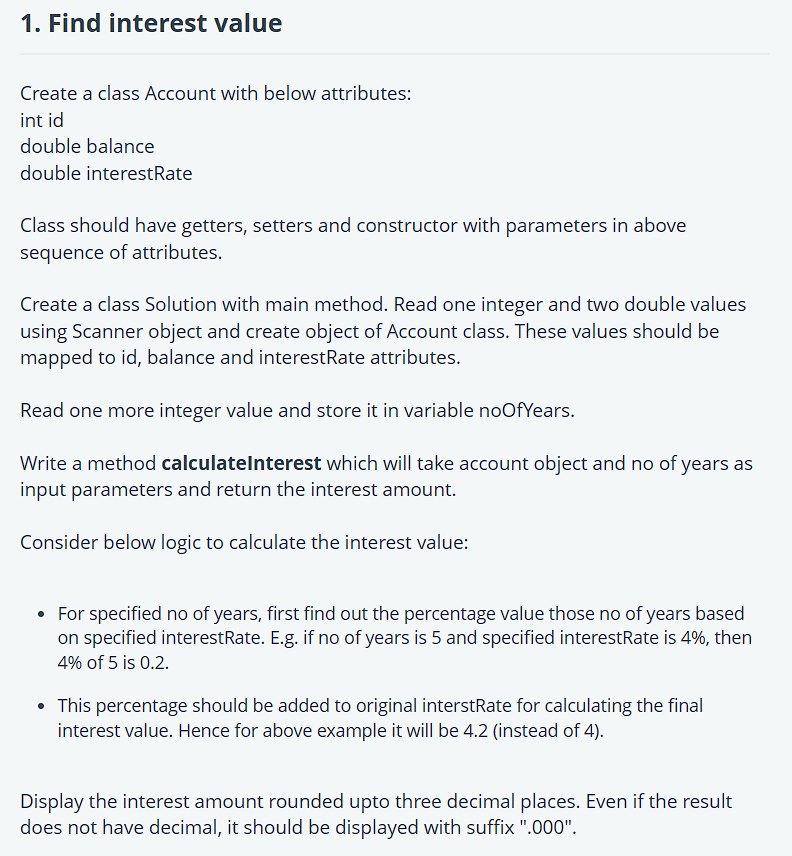 1. Find interest value
Create a class Account with below attributes:
int id
double balance
double interestRate
Class should have getters, setters and constructor with parameters in above
sequence of attributes.
Create a class Solution with main method. Read one integer and two double values
using Scanner object and create object of Account class. These values should be
mapped to id, balance and interestRate attributes.
Read one more integer value and store it in variable noOfYears.
Write a method calculateInterest which will take account object and no of years as
input parameters and return the interest amount.
Consider below logic to calculate the interest value:
• For specified no of years, first find out the percentage value those no of years based
on specified interestRate. E.g. if no of years is 5 and specified interestRate is 4%, then
4% of 5 is 0.2.
• This percentage should be added to original interstRate for calculating the final
interest value. Hence for above example it will be 4.2 (instead of 4).
Display the interest amount rounded upto three decimal places. Even if the result
does not have decimal, it should be displayed with suffix ".000".